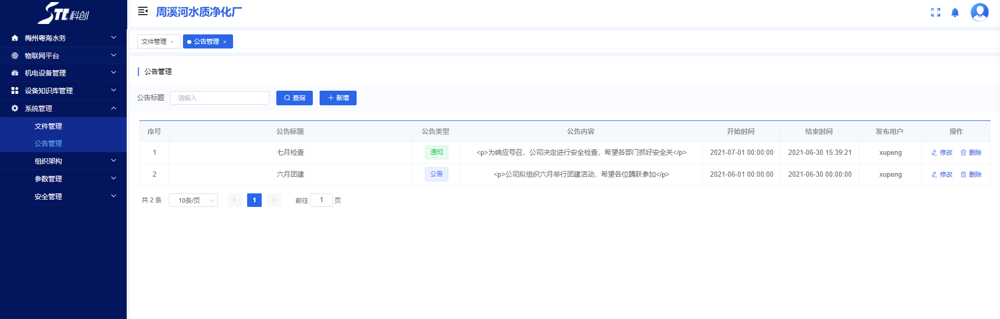 STC科创
周溪河水质净化厂
梅州粤海水务
物联网平台
机电设备管理
设备知识库管理
系统管理
文件管理
公告管理
组织架构
参数管理
安全管理
文件管理 × 公告管理 ×
公告管理
公告标题 请输入 查询 新增
序号 公告标题 公告类型 公告内容 开始时间 结束时间 发布用户 操作
1 七月检查 通知 <p>为响应号召，公司决定进行安全检查，希望各部门抓好安全关</p> 2021-07-01 00:00:00 2021-06-30 15:39:21 xupeng 修改 删除
2 六月团建 公告 <p>公司拟组织六月举行团建活动，希望各位踊跃参加</p> 2021-06-01 00:00:00 2021-06-30 00:00:00 xupeng 修改 删除
共 2 条 10条/页 1 前往 1 页